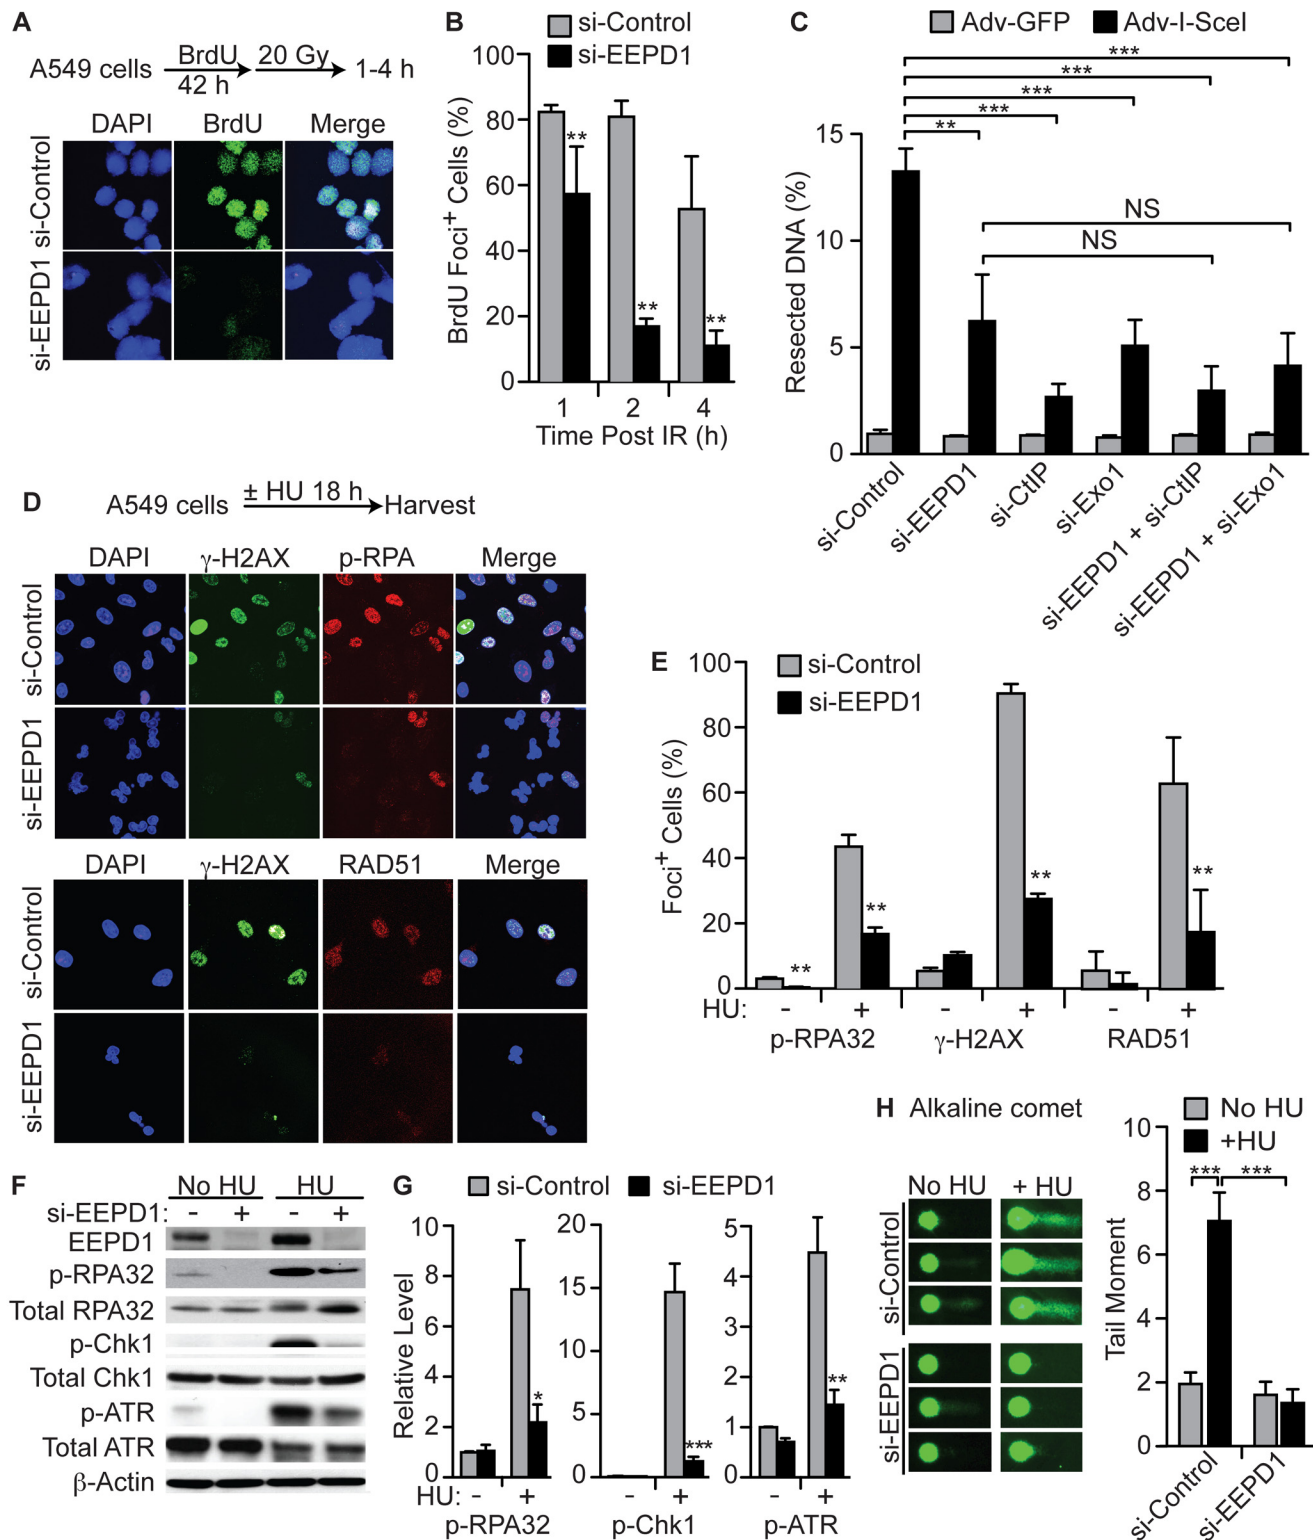 A
A549 cells BrdU 42 h 20 Gy 1-4 h
DAPI BrdU Merge
si-Control
si-EEPD1
B
si-Control
si-EEPD1
BrdU Foci+ Cells (%)
100
80
60
40
20
0
** ** **
1 2 4
Time Post IR (h)
C
Adv-GFP Adv-I-SceI
***
***
***
***
**
NS
NS
Resected DNA (%)
15
10
5
0
si-Control
si-EEPD1
si-CtIP
si-Exo1
si-EEPD1 + si-CtIP
si-EEPD1 + si-Exo1
D
A549 cells ± HU 18 h Harvest
DAPI γ-H2AX p-RPA Merge
si-Control
si-EEPD1
DAPI γ-H2AX RAD51 Merge
si-Control
si-EEPD1
E
si-Control
si-EEPD1
Foci+ Cells (%)
100
80
60
40
20
0
** ** ** **
HU: - + - + - +
p-RPA32 γ-H2AX RAD51
F
No HU HU
si-EEPD1: - + - +
EEPD1
p-RPA32
Total RPA32
p-Chk1
Total Chk1
p-ATR
Total ATR
β-Actin
G
si-Control si-EEPD1
Relative Level
10
8
6
4
2
0
*
20
15
10
5
0
***
5
4
3
2
1
0
**
HU: - + - + - +
p-RPA32 p-Chk1 p-ATR
H Alkaline comet
No HU + HU
si-Control
si-EEPD1
No HU
+HU
*** ***
Tail Moment
10
8
6
4
2
0
si-Control
si-EEPD1